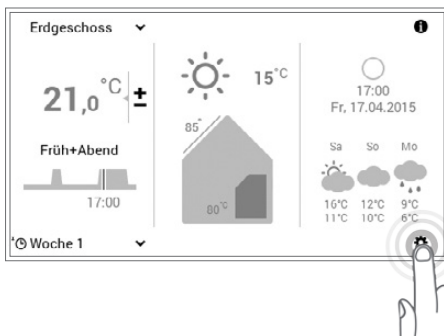 Erdgeschoss
21,0 °C ±
Früh+Abend
17:00
Woche 1
15°C
85°
80 °C
17:00
Fr, 17.04.2015
Sa So Mo
16°C 12°C 9°C
11°C 10°C 6°C